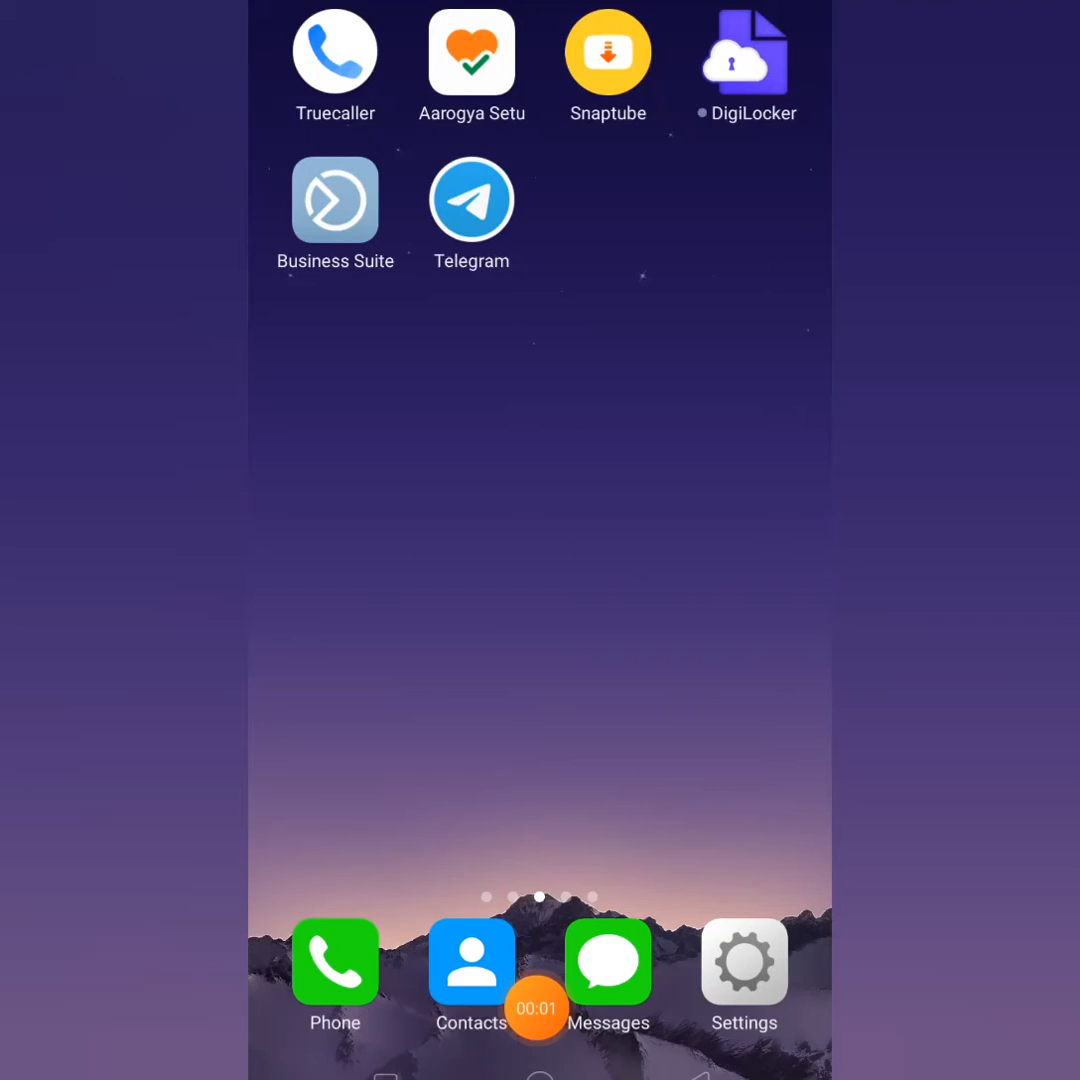 Truecaller
Aarogya Setu
Snaptube
DigiLocker
Business Suite
Telegram
00:01
Phone
Contacts
Messages
Settings